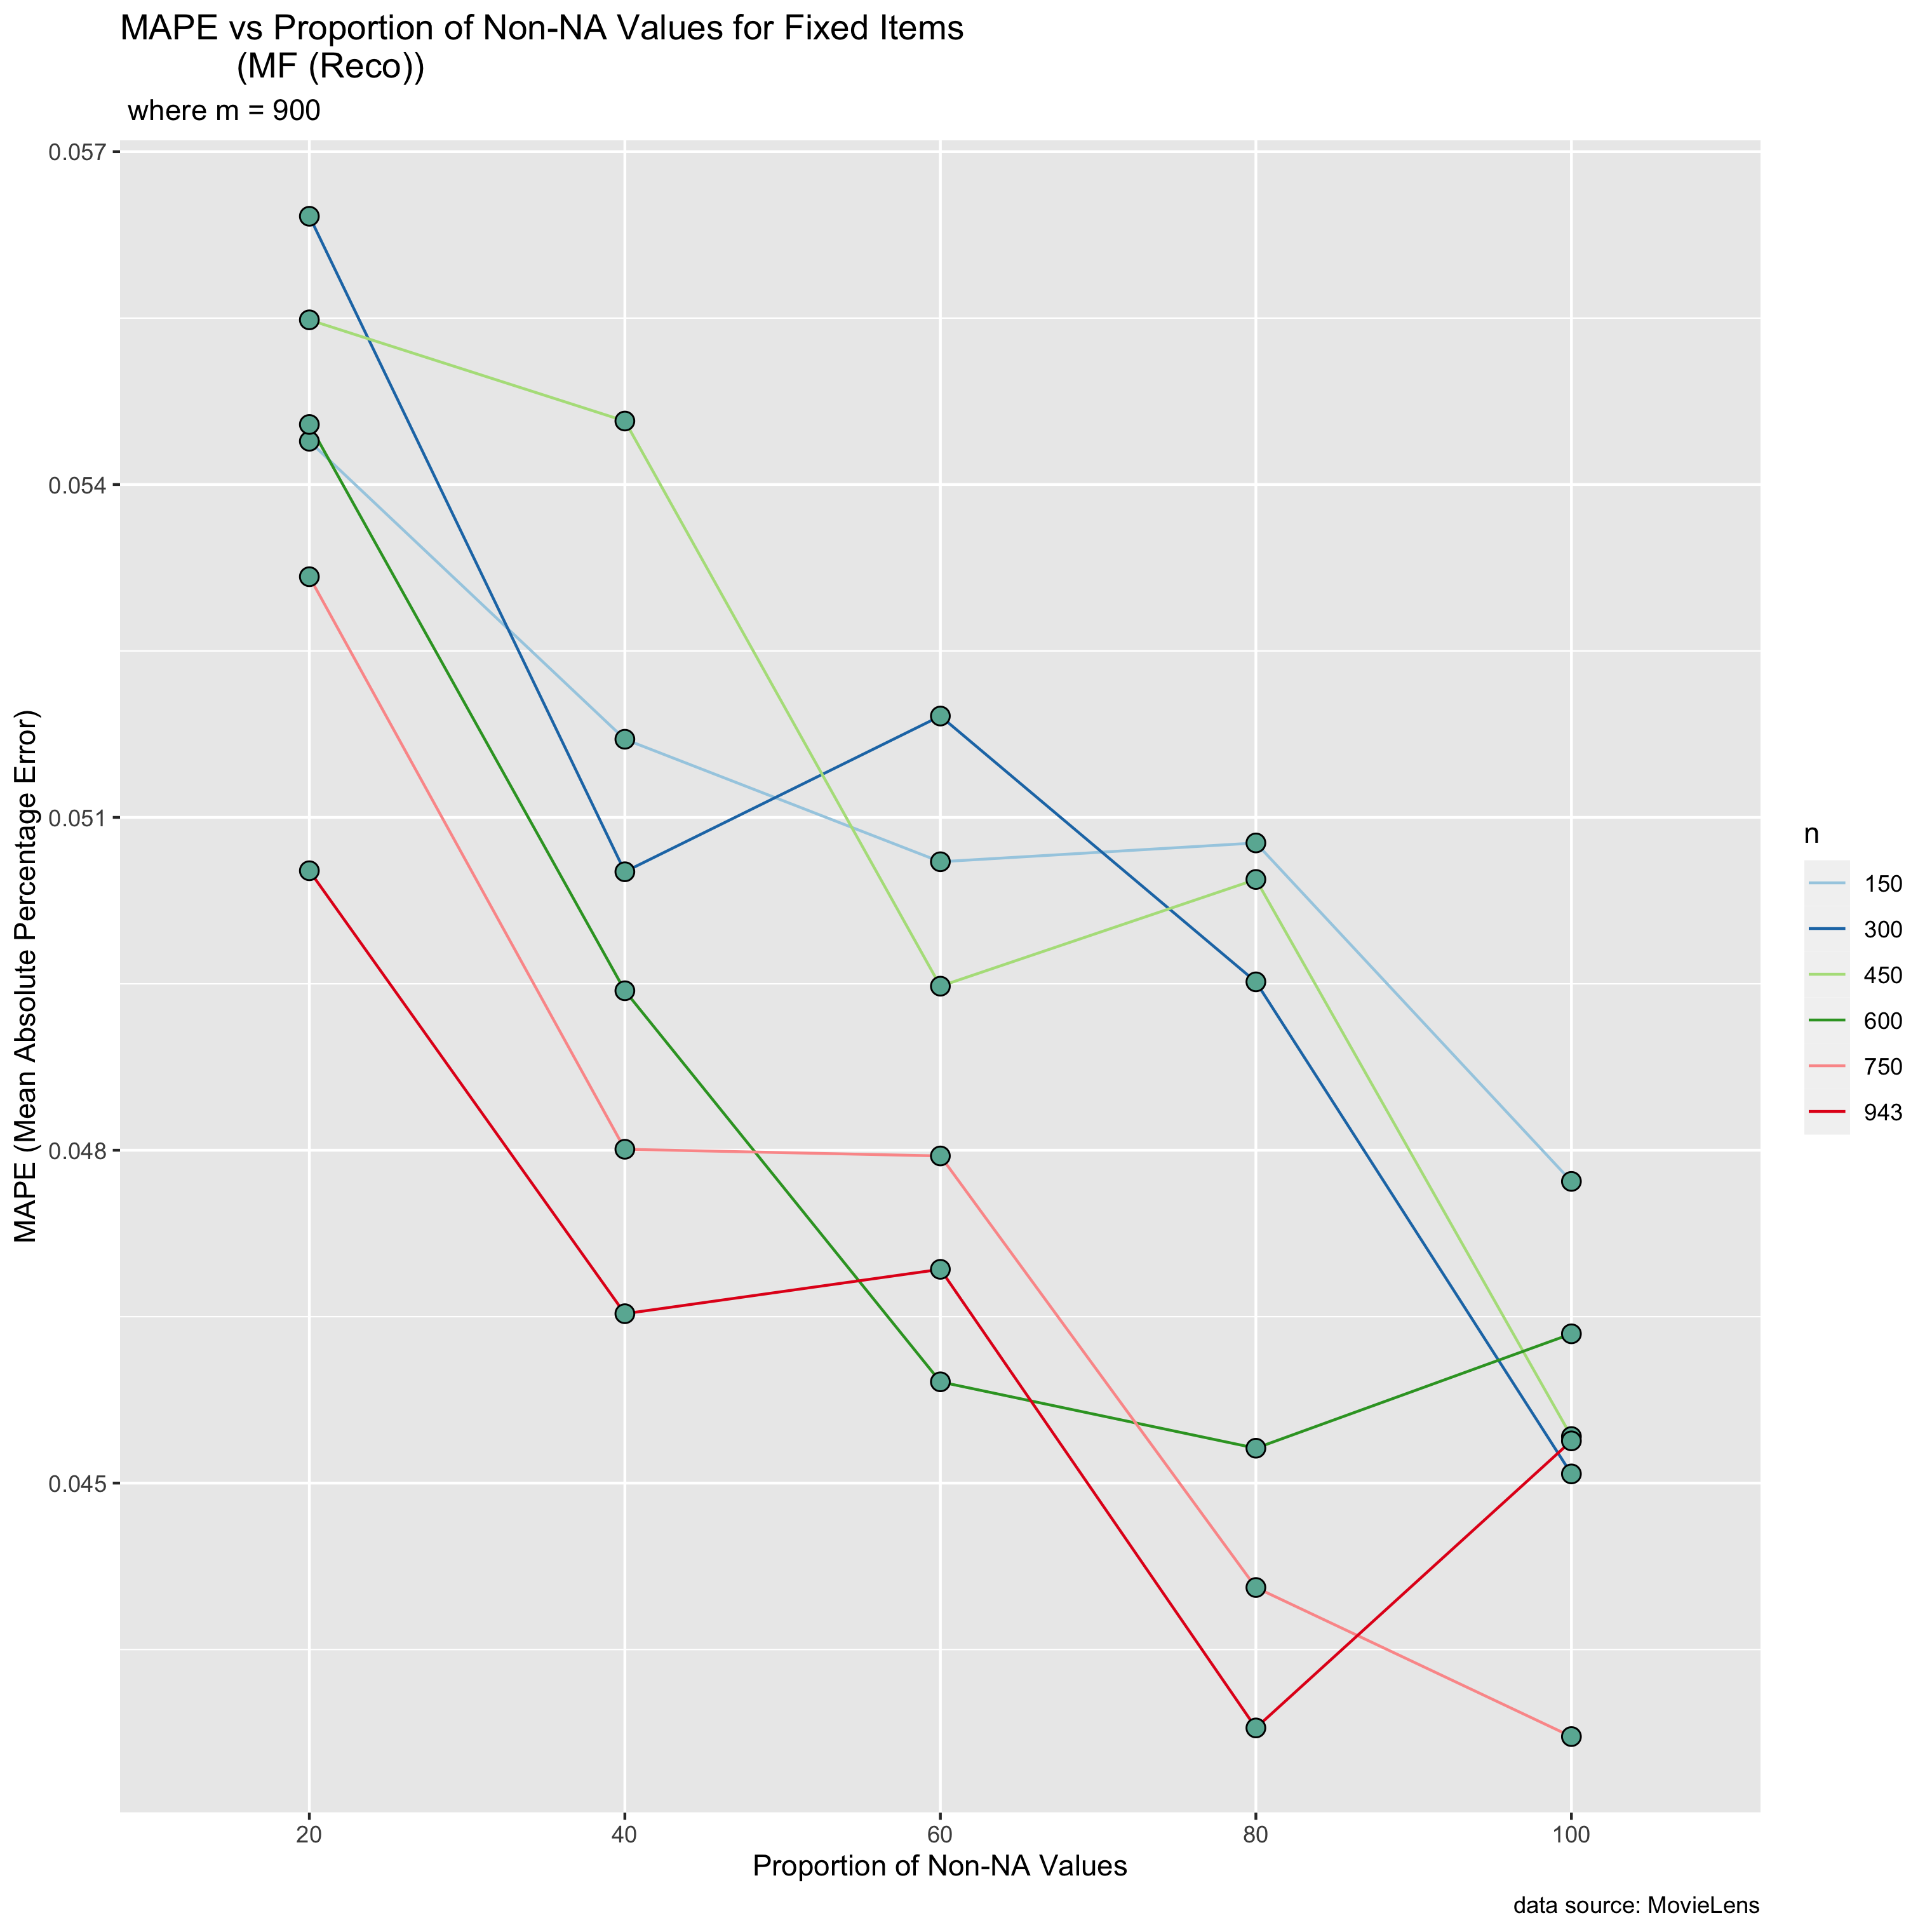 MAPE vs Proportion of Non-NA Values for Fixed Items
(MF (Reco))
where m = 900
MAPE (Mean Absolute Percentage Error)
0.057
0.054
0.051
0.048
0.045
20
40
60
80
100
Proportion of Non-NA Values
n
150
300
450
600
750
943
data source: MovieLens